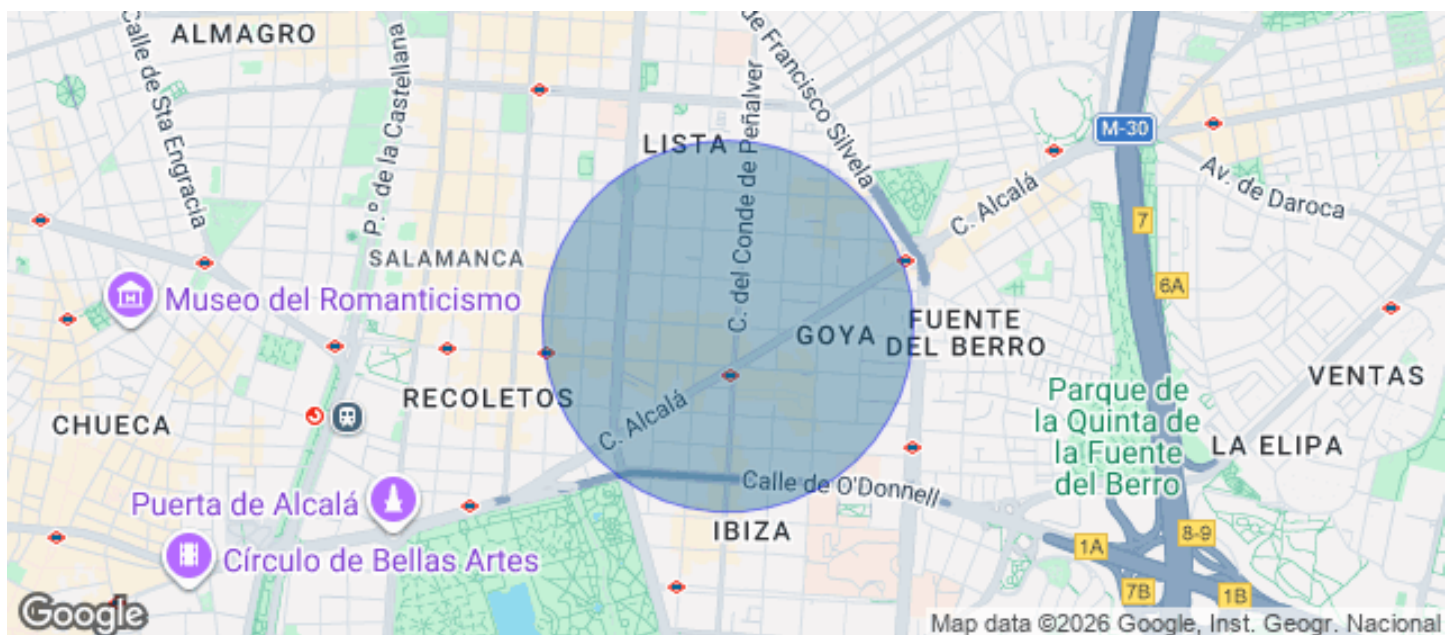 ALMAGRO
Calle de Sta Engracia
P.º de la Castellana
de Francisco Silvela
C. del Conde de Peñalver
LISTA
M-30
C. Alcalá
Av. de Daroca
7
6A
SALAMANCA
Museo del Romanticismo
GOYA
FUENTE
DEL BERRO
VENTAS
RECOLETOS
CHUECA
C. Alcalá
Parque de
la Quinta de
la Fuente
del Berro
LA ELIPA
Puerta de Alcalá
Calle de O'Donnell
IBIZA
Círculo de Bellas Artes
1A
8-9
7B
1B
Google
Map data ©2026 Google, Inst. Geogr. Nacional